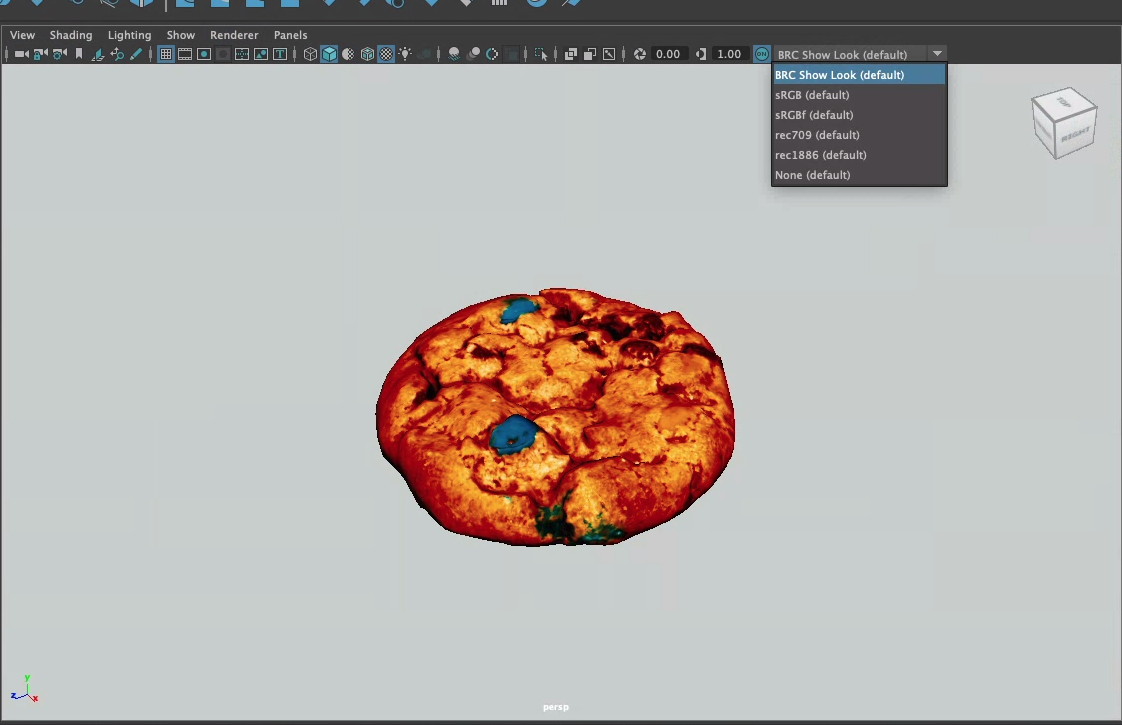 View Shading Lighting Show Renderer Panels
0.00 1.00 ON BRC Show Look (default)
BRC Show Look (default)
sRGB (default)
sRGBf (default)
rec709 (default)
rec1886 (default)
None (default)
TOP
RIGHT
y
z x
persp